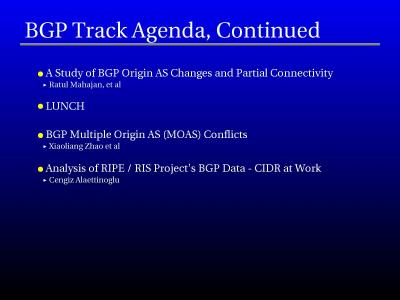 BGP Track Agenda, Continued
A Study of BGP Origin AS Changes and Partial Connectivity
Ratul Mahajan, et al
LUNCH
BGP Multiple Origin AS (MOAS) Conflicts
Xiaoliang Zhao et al
Analysis of RIPE / RIS Project's BGP Data - CIDR at Work
Cengiz Alaettinoglu